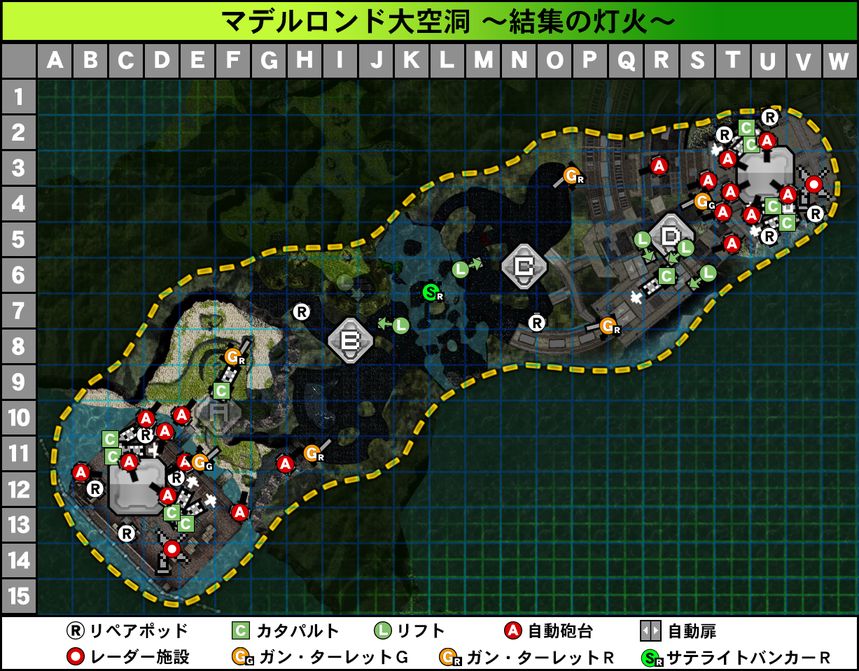 マデルロンド大空洞 ～結集の灯火～
A B C D E F G H I J K L M N O P Q R S T U V W
1
2 R C R
C A
3 A A G R A
A R
4 G G A A C R
A A C
5 L D R
L A
6 L C C L
S R
7 R R
L G R
8 B
G R
9
C
10 A A A
C R A
11 C A A G G G R
A R A
12 R A
C A
13 R C
14
15
R リペアポッド C カタパルト L リフト A 自動砲台 自動扉
レーダー施設 G G ガン・ターレットG G R ガン・ターレットR S R サテライトバンカーR